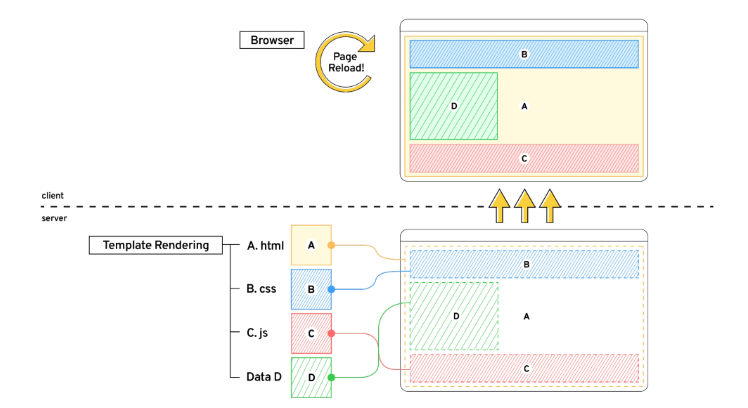 Browser
Page
Reload!
B
D
A
C
client
server
Template Rendering
A. html
A
B. css
B
C. js
C
Data D
D
B
D
A
C